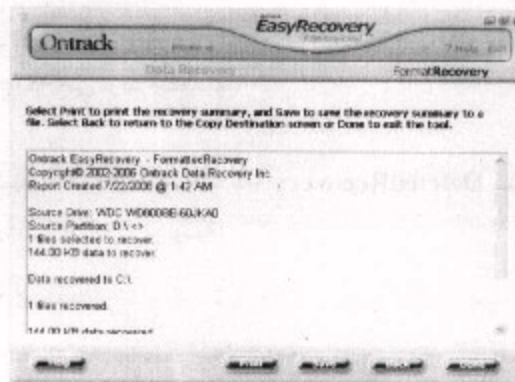 EasyRecovery
Ontrack
Help
Data Recovery
FormatRecovery
Select Print to print the recovery summary, and Save to save the recovery summary to a
file. Select Back to return to the Copy Destination screen or Done to exit the tool.
Ontrack EasyRecovery - FormattedRecovery
Copyright© 2002-2006 Ontrack Data Recovery Inc.
Report Created 7/22/2006 @ 1:42 AM
Source Drive: WDC
Source Partition: D:\ <>
1 files selected to recover.
144.00 KB data to recover.
Data recovered to C:\
1 files recovered.
144.00 KB data recovered